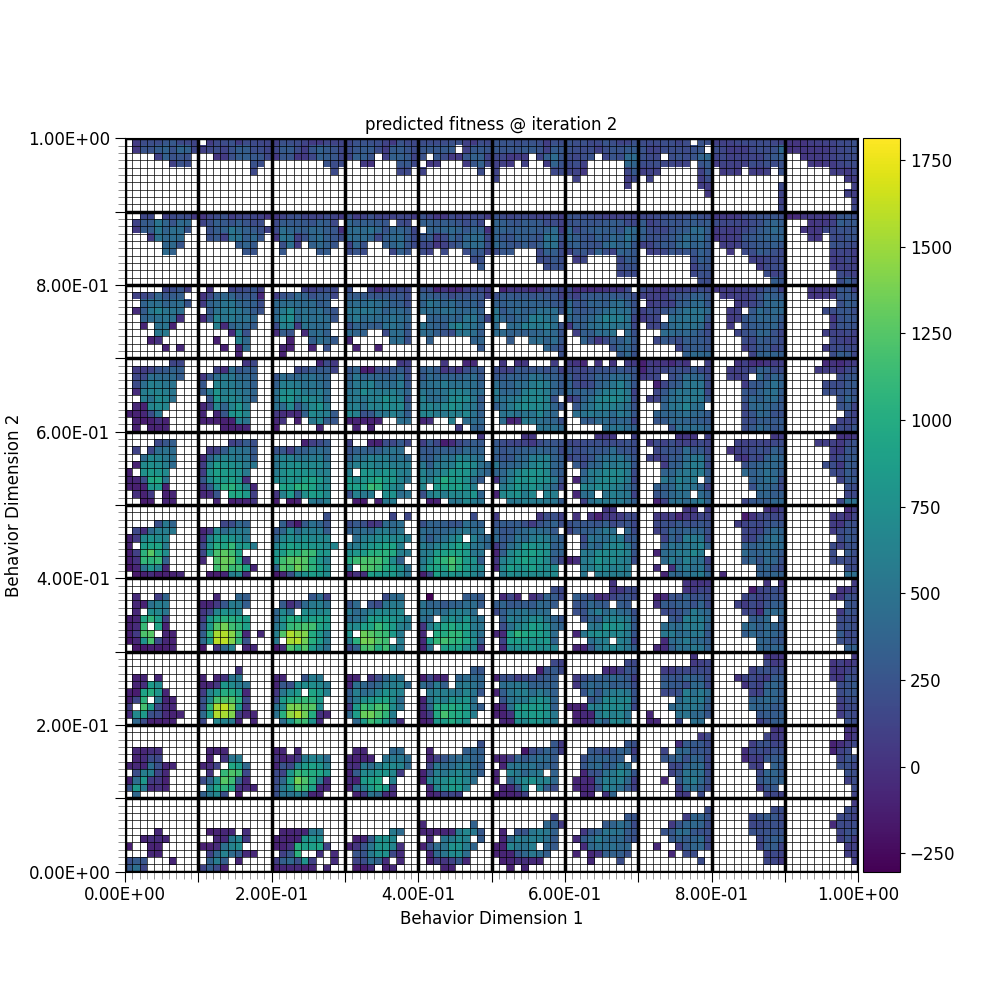 predicted fitness @ iteration 2
1.00E+00
8.00E-01
6.00E-01
4.00E-01
2.00E-01
0.00E+00
Behavior Dimension 2
0.00E+00 2.00E-01 4.00E-01 6.00E-01 8.00E-01 1.00E+00
Behavior Dimension 1
1750
1500
1250
1000
750
500
250
0
−250